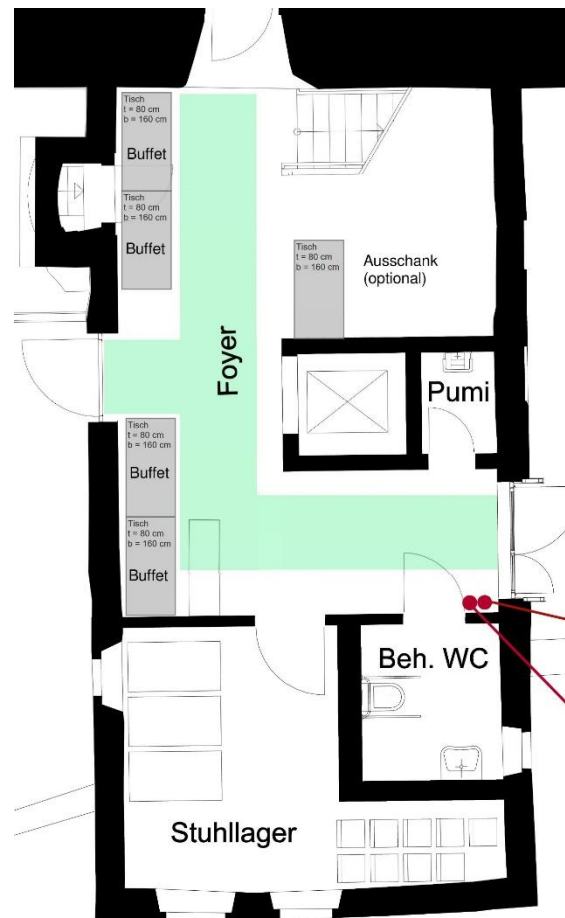 Tisch
t = 80 cm
b = 160 cm
Buffet
Tisch
t = 80 cm
b = 160 cm
Buffet
Tisch
t = 80 cm
b = 160 cm
Ausschank
(optional)
Foyer
Pumi
Tisch
t = 80 cm
b = 160 cm
Buffet
Tisch
t = 80 cm
b = 160 cm
Buffet
Beh. WC
Stuhllager